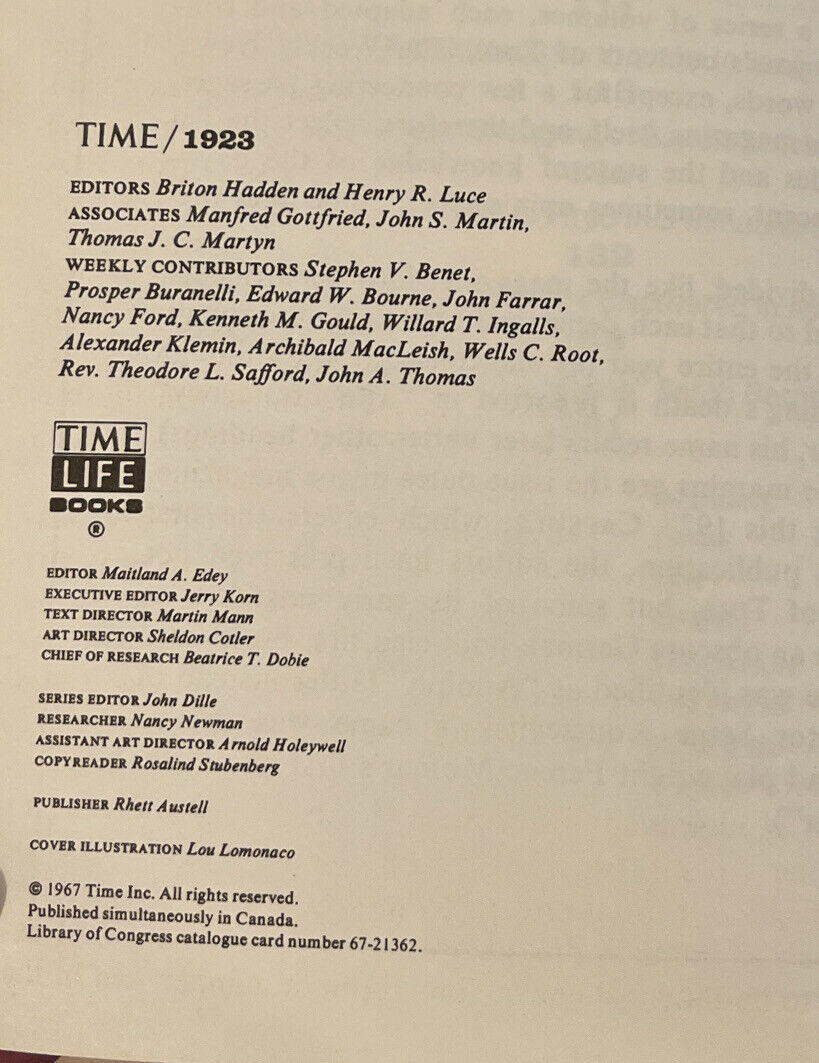 TIME/1923
EDITORS Briton Hadden and Henry R. Luce
ASSOCIATES Manfred Gottfried, John S. Martin,
Thomas J. C. Martyn
WEEKLY CONTRIBUTORS Stephen V. Benet,
Prosper Buranelli, Edward W. Bourne, John Farrar,
Nancy Ford, Kenneth M. Gould, Willard T. Ingalls,
Alexander Klemin, Archibald MacLeish, Wells C. Root,
Rev. Theodore L. Safford, John A. Thomas
TIME
LIFE
BOOKS
®
EDITOR Maitland A. Edey
EXECUTIVE EDITOR Jerry Korn
TEXT DIRECTOR Martin Mann
ART DIRECTOR Sheldon Cotler
CHIEF OF RESEARCH Beatrice T. Dobie
SERIES EDITOR John Dille
RESEARCHER Nancy Newman
ASSISTANT ART DIRECTOR Arnold Holeywell
COPYREADER Rosalind Stubenberg
PUBLISHER Rhett Austell
COVER ILLUSTRATION Lou Lomonaco
© 1967 Time Inc. All rights reserved.
Published simultaneously in Canada.
Library of Congress catalogue card number 67-21362.